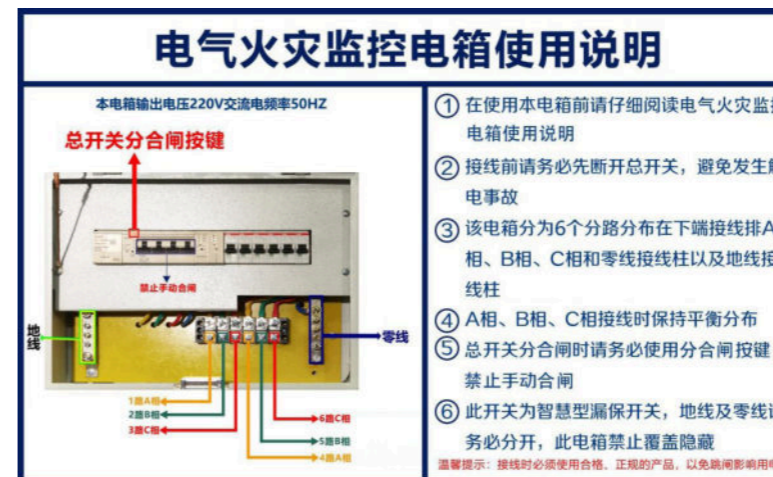 电气火灾监控电箱使用说明
本电箱输出电压220V交流电频率50HZ
总开关分合闸按键
禁止手动合闸
地线
零线
1路A相
2路B相
3路C相
6路C相
5路B相
4路A相
① 在使用本电箱前请仔细阅读电气火灾监控
电箱使用说明
② 接线前请务必先断开总开关，避免发生触
电事故
③ 该电箱分为6个分路分布在下端接线排A
相、B相、C相和零线接线柱以及地线接
线柱
④ A相、B相、C相接线时保持平衡分布
⑤ 总开关分合闸时请务必使用分合闸按键
禁止手动合闸
⑥ 此开关为智慧型漏保开关，地线及零线请
务必分开，此电箱禁止覆盖隐藏
温馨提示：接线时必须使用合格、正规的产品，以免跳闸影响用电